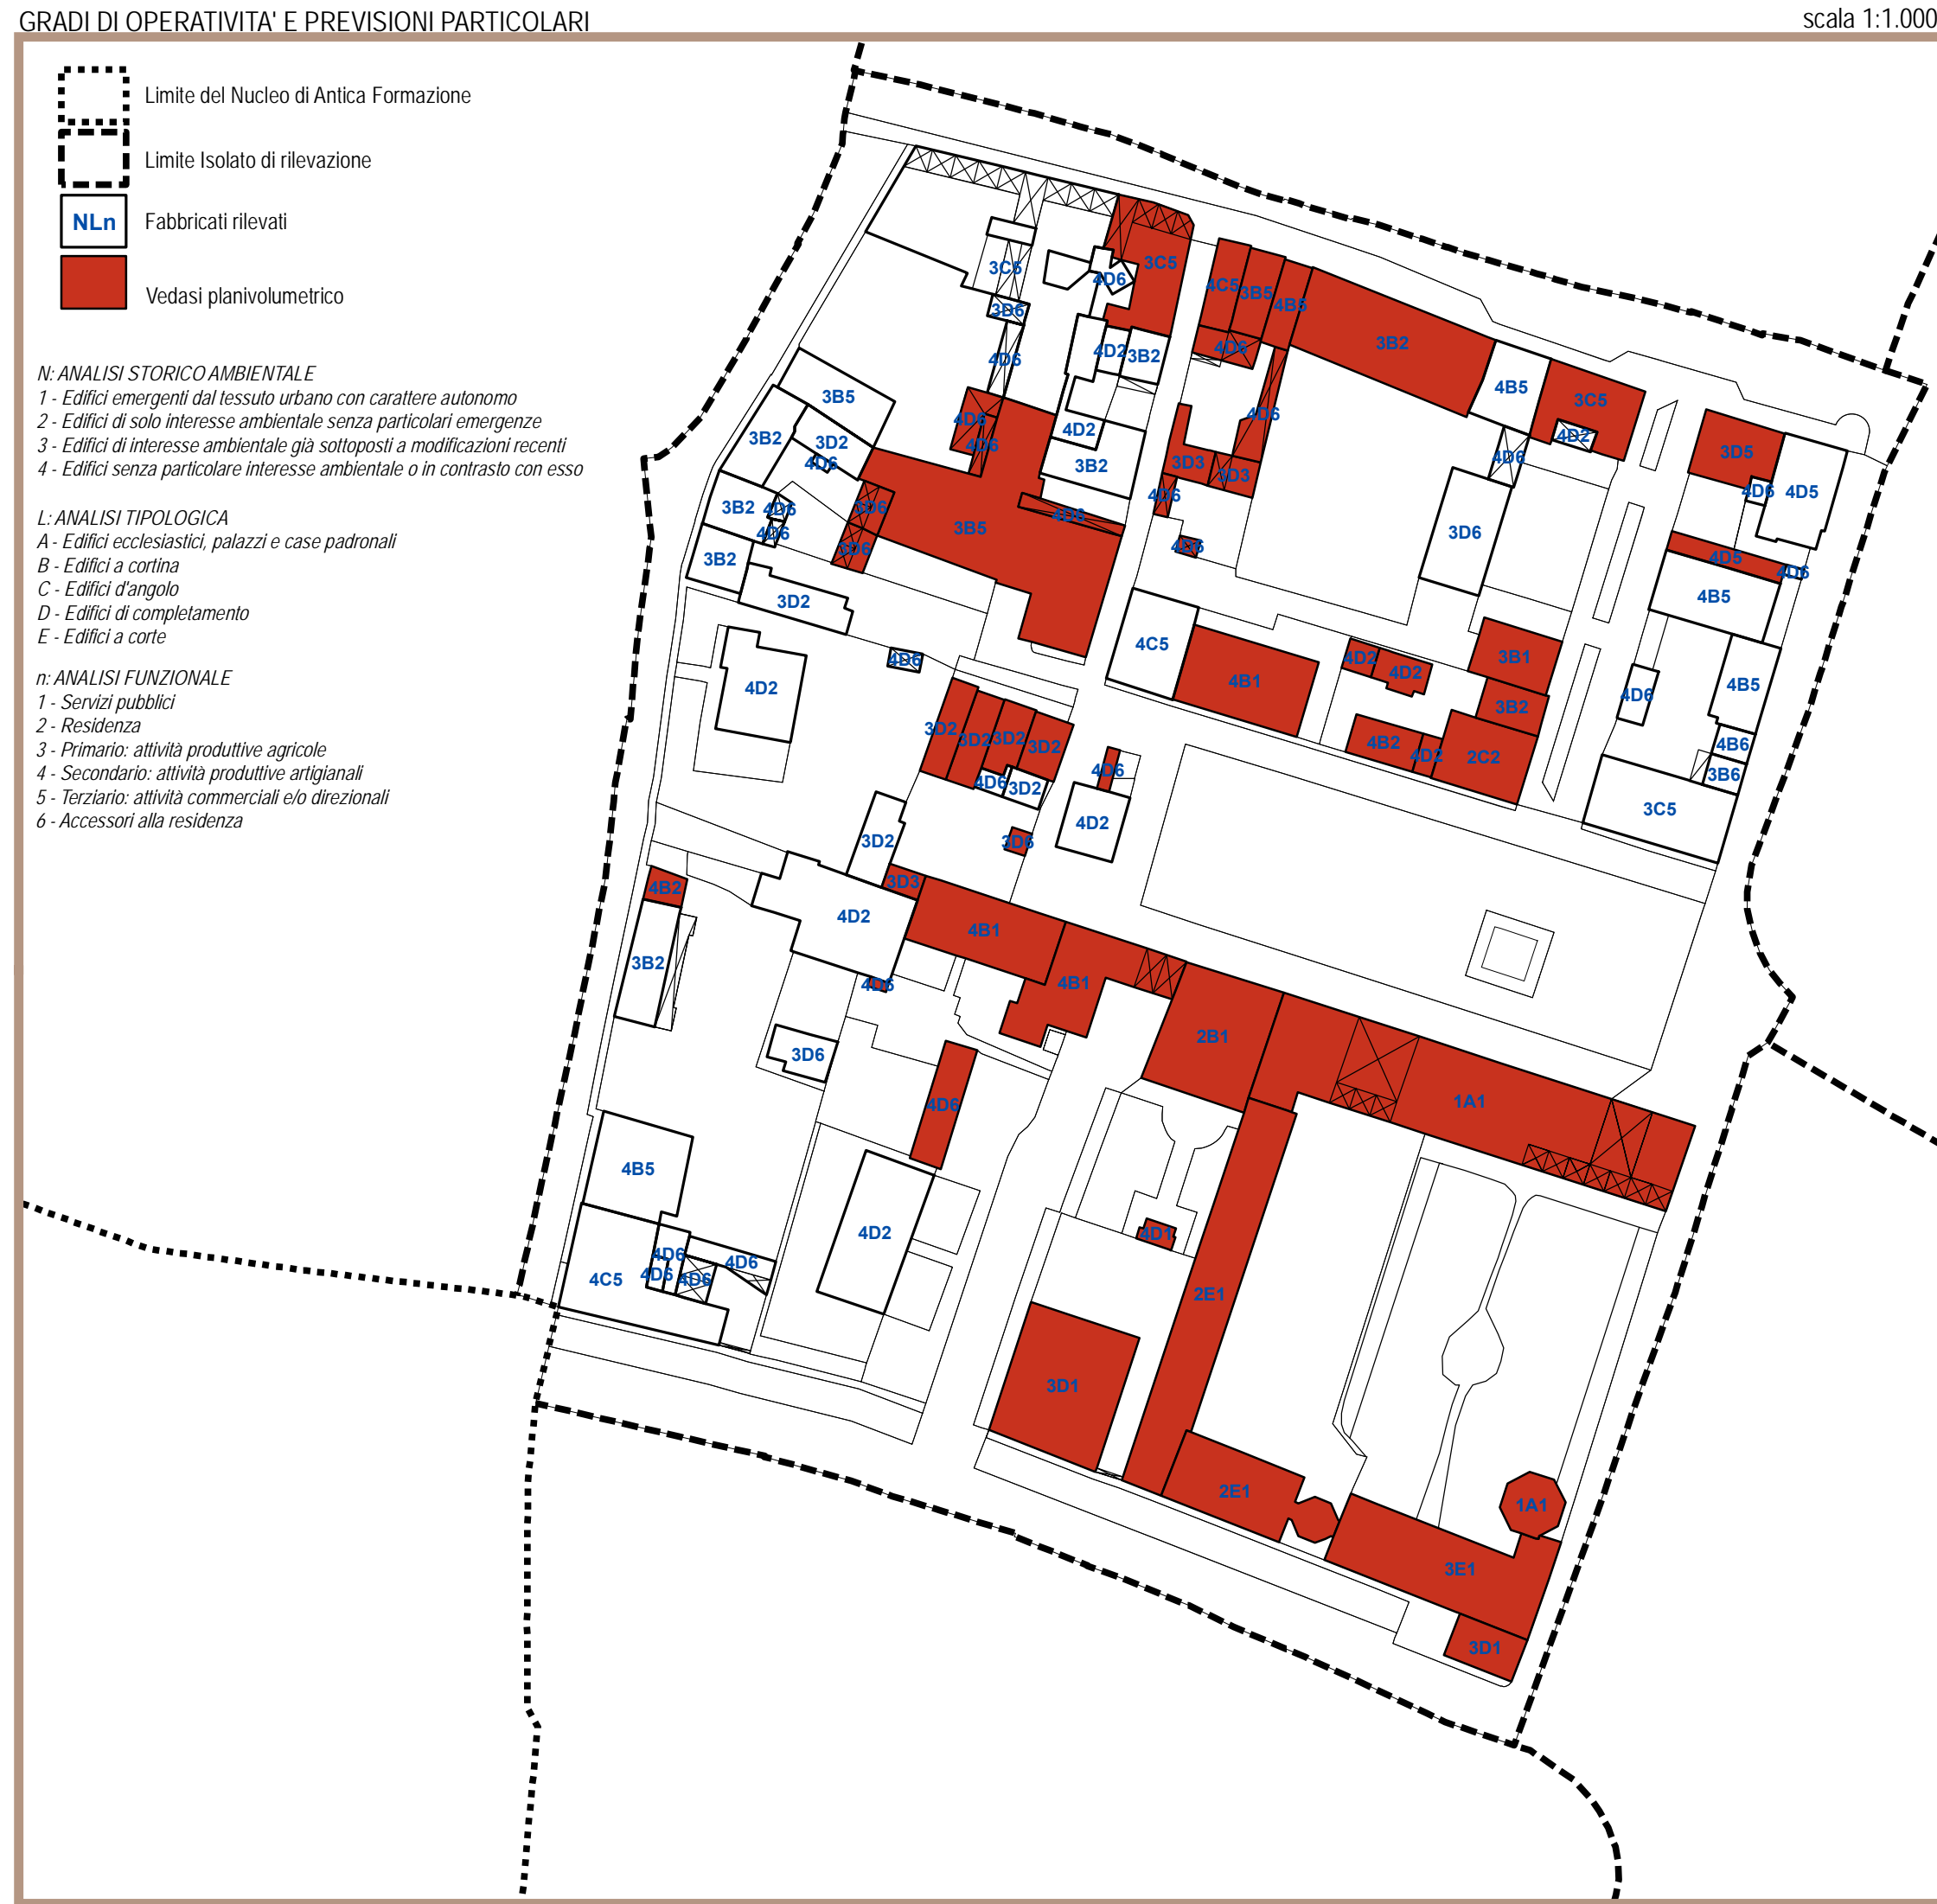 GRADI DI OPERATIVITA' E PREVISIONI PARTICOLARI
scala 1:1.000
Limite del Nucleo di Antica Formazione
Limite Isolato di rilevazione
NLn Fabbricati rilevati
Vedasi planivolumetrico
N: ANALISI STORICO AMBIENTALE
1 - Edifici emergenti dal tessuto urbano con carattere autonomo
2 - Edifici di solo interesse ambientale senza particolari emergenze
3 - Edifici di interesse ambientale già sottoposti a modificazioni recenti
4 - Edifici senza particolare interesse ambientale o in contrasto con esso
L: ANALISI TIPOLOGICA
A - Edifici ecclesiastici, palazzi e case padronali
B - Edifici a cortina
C - Edifici d'angolo
D - Edifici di completamento
E - Edifici a corte
n: ANALISI FUNZIONALE
1 - Servizi pubblici
2 - Residenza
3 - Primario: attività produttive agricole
4 - Secondario: attività produttive artigianali
5 - Terziario: attività commerciali e/o direzionali
6 - Accessori alla residenza
3C5
3C5
4D6
4C5
3B5
4B5
3D6
3B2
4D6
4D2
3B2
4D6
4B5
3B5
3C5
4D6
4D6
4D2
4D2
3B2
3D2
4D6
3D5
4D6
4D6
3B2
3D3
3D3
4D6
4D6
4D5
3B2
4D6
4D6
3D6
4D6
4D6
3B5
3D6
3B2
3D6
4D6
4D5
4D6
3D2
4B5
4D6
4C5
4B1
4D2
4D2
3B1
4D2
4B5
4D6
3B2
3D2
3D2
3D2
3D2
4B2
4D2
2C2
4B6
3B6
4D6
4D6
3D2
3C5
4D2
3D2
3D6
3D3
4B2
4D2
4B1
3B2
4D6
4B1
2B1
3D6
4D6
1A1
4B5
4D2
4D1
4D6
4D6
4C5
4D6
4D6
2E1
3D1
2E1
1A1
3E1
3D1